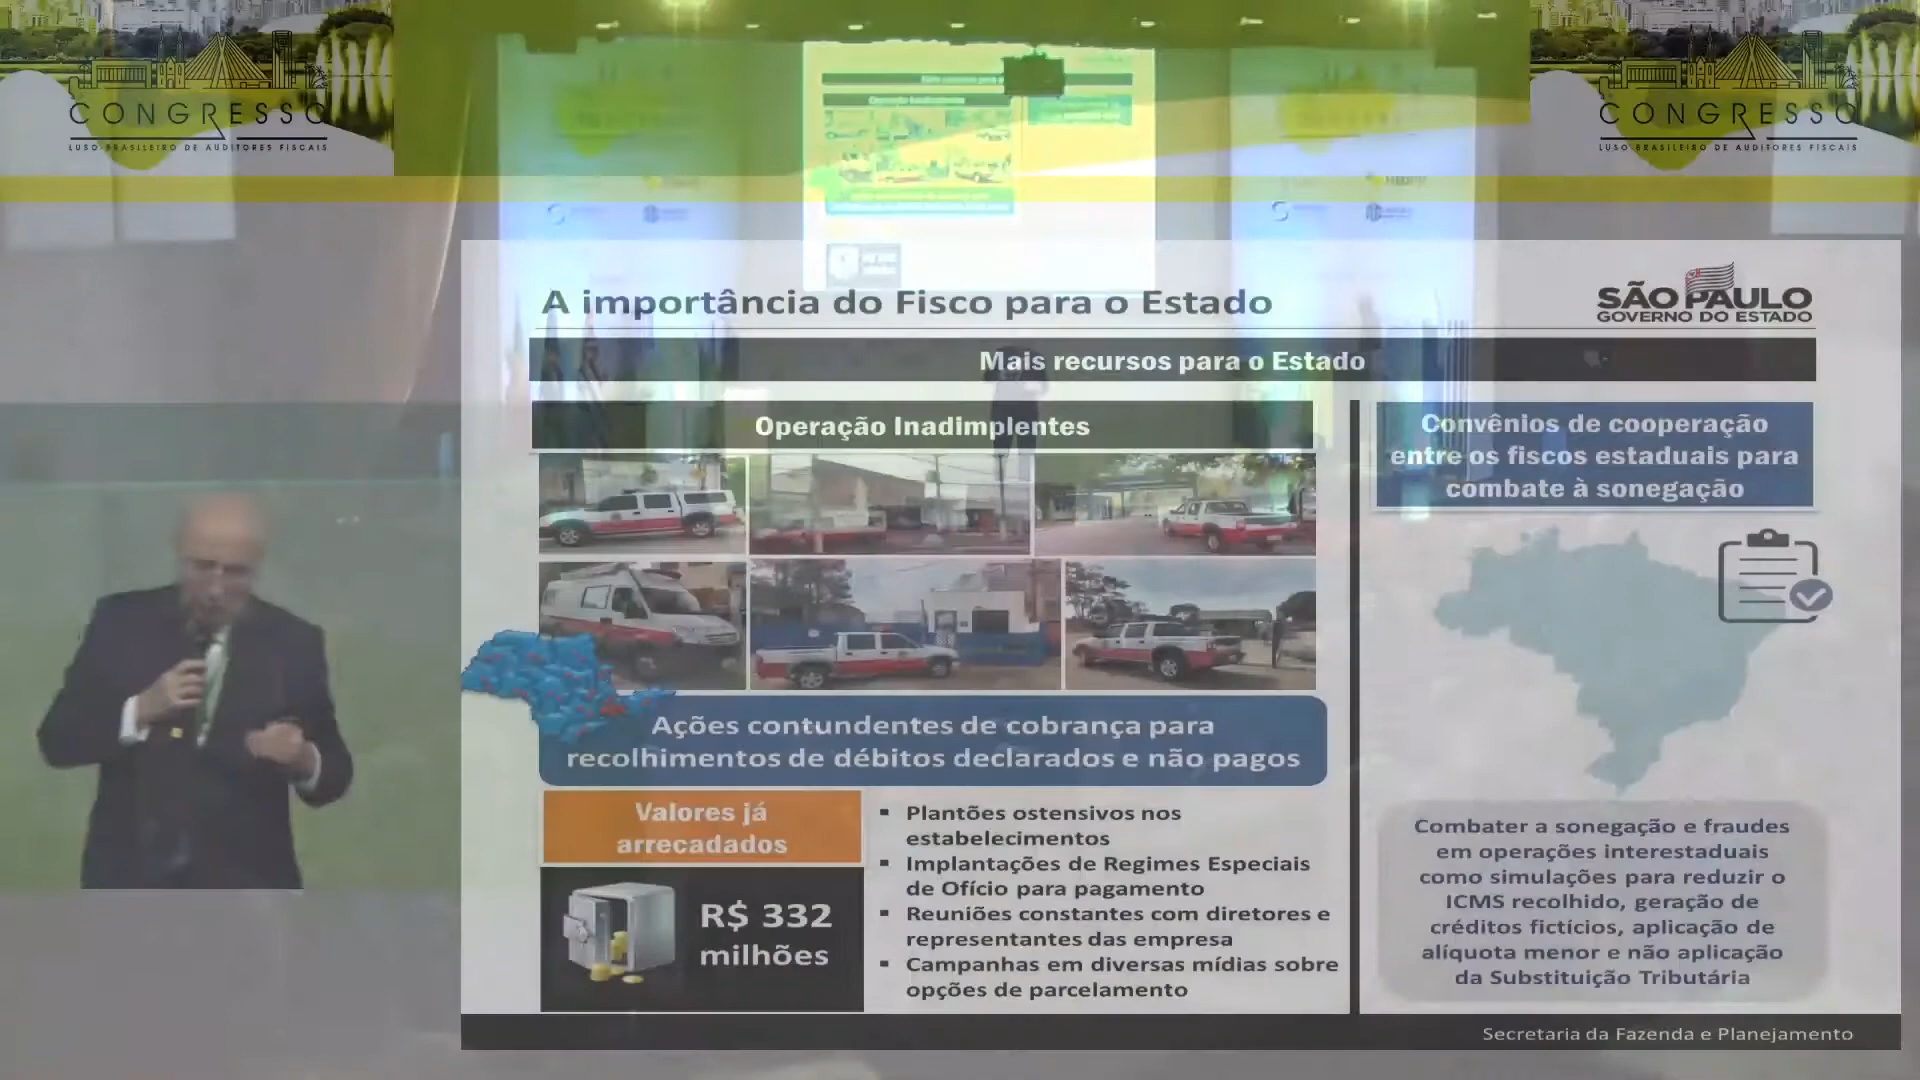 CONGRESSO
LUSO-BRASILEIRO DE AUDITORES FISCAIS
CONGRESSO
LUSO-BRASILEIRO DE AUDITORES FISCAIS
A importância do Fisco para o Estado
SÃO PAULO
GOVERNO DO ESTADO
Mais recursos para o Estado
Operação Inadimplentes
Convênios de cooperação
entre os fiscos estaduais para
combate à sonegação
Ações contundentes de cobrança para
recolhimentos de débitos declarados e não pagos
Valores já
arrecadados
R$ 332
milhões
▪ Plantões ostensivos nos
estabelecimentos
▪ Implantações de Regimes Especiais
de Ofício para pagamento
▪ Reuniões constantes com diretores e
representantes das empresa
▪ Campanhas em diversas mídias sobre
opções de parcelamento
Combater a sonegação e fraudes
em operações interestaduais
como simulações para reduzir o
ICMS recolhido, geração de
créditos fictícios, aplicação de
alíquota menor e não aplicação
da Substituição Tributária
Secretaria da Fazenda e Planejamento